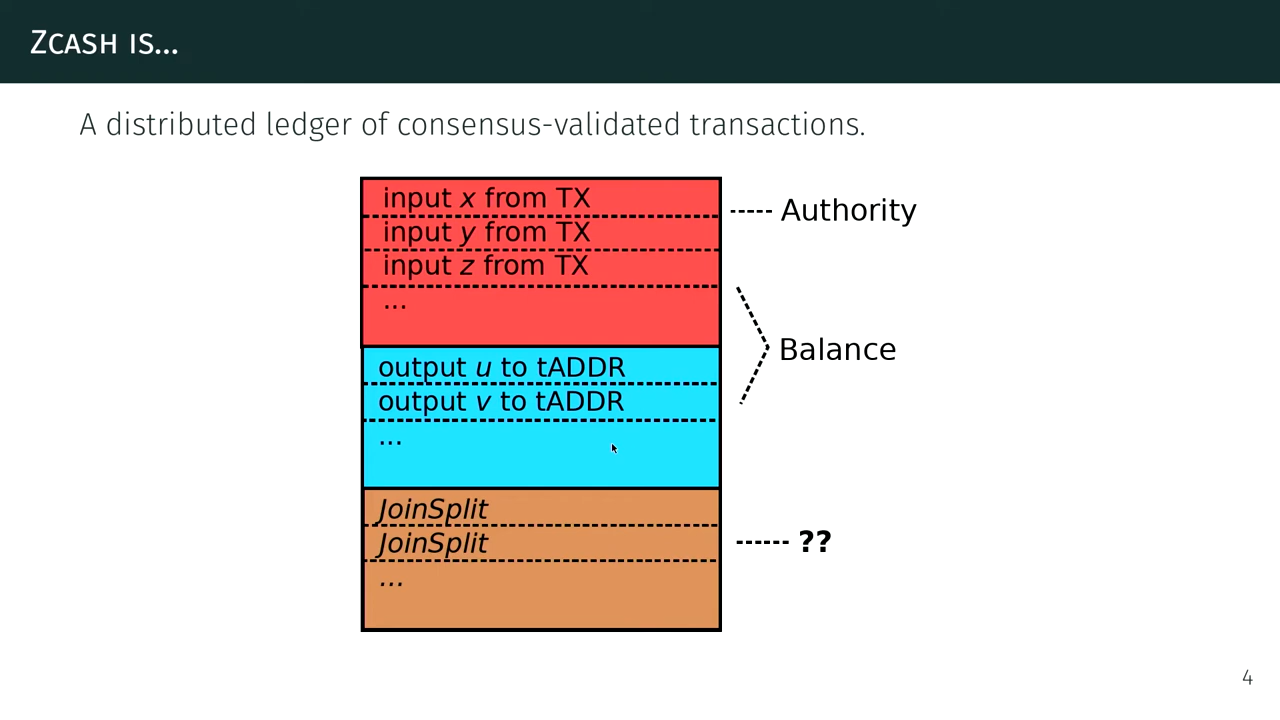 Zcash is...
A distributed ledger of consensus-validated transactions.
input x from TX
Authority
input y from TX
input z from TX
...
Balance
output u to tADDR
output v to tADDR
...
JoinSplit
JoinSplit
??
...
4